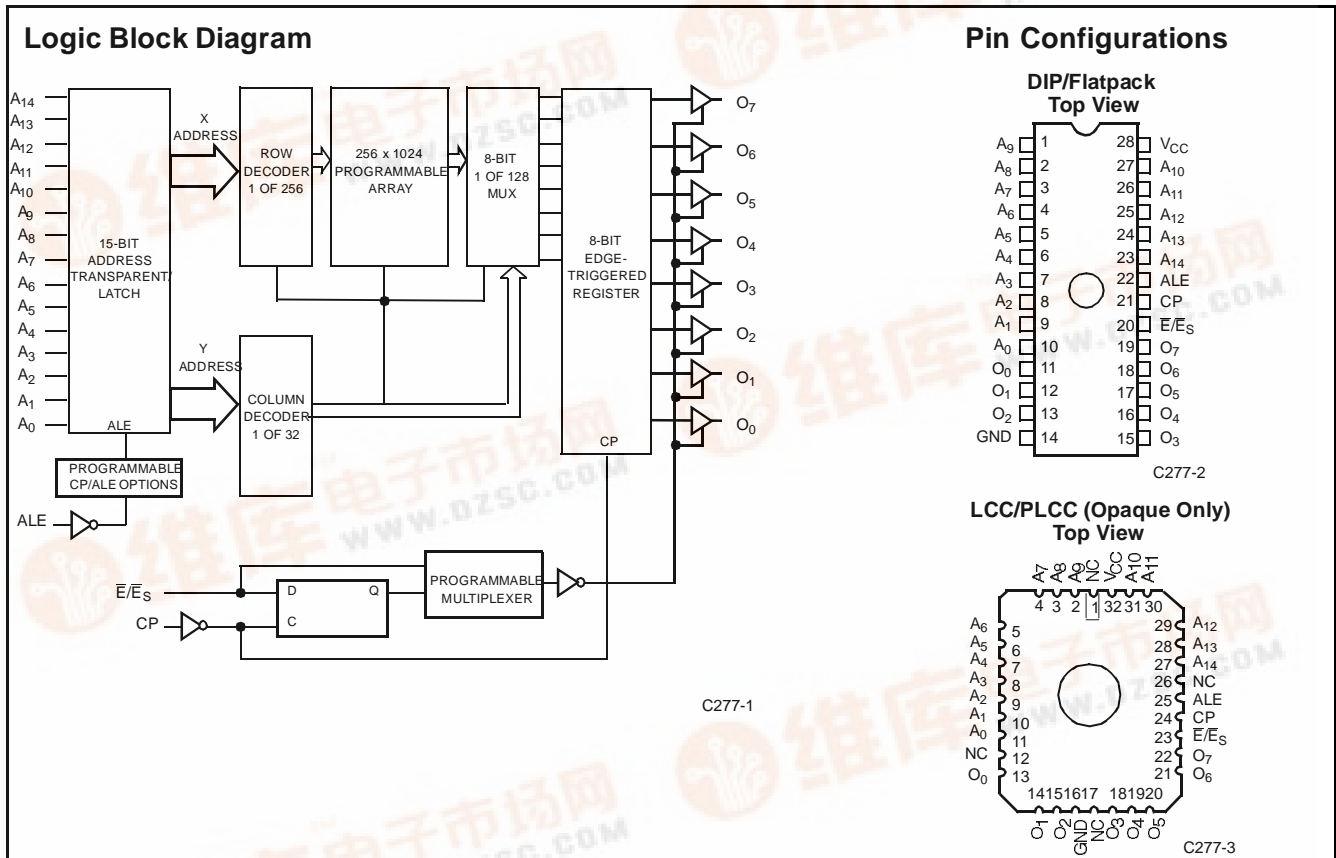 Logic Block Diagram
A14
A13
A12
A11
A10
A9
A8
A7
A6
A5
A4
A3
A2
A1
A0
15-BIT
ADDRESS
TRANSPARENT/
LATCH
ALE
PROGRAMMABLE
CP/ALE OPTIONS
ALE
X
ADDRESS
Y
ADDRESS
ROW
DECODER
1 OF 256
256 x 1024
PROGRAMMABLE
ARRAY
8-BIT
1 OF 128
MUX
COLUMN
DECODER
1 OF 32
8-BIT
EDGE-
TRIGGERED
REGISTER
CP
O7
O6
O5
O4
O3
O2
O1
O0
E̅/E̅S
CP
D
Q
C
PROGRAMMABLE
MULTIPLEXER
C277-1
Pin Configurations
DIP/Flatpack
Top View
A9 1 28 VCC
A8 2 27 A10
A7 3 26 A11
A6 4 25 A12
A5 5 24 A13
A4 6 23 A14
A3 7 22 ALE
A2 8 21 CP
A1 9 20 E̅/E̅S
A0 10 19 O7
O0 11 18 O6
O1 12 17 O5
O2 13 16 O4
GND 14 15 O3
C277-2
LCC/PLCC (Opaque Only)
Top View
A7 A8 A9 NC VCC A10 A11
4 3 2 1 32 31 30
A6 5 29 A12
A5 6 28 A13
A4 7 27 A14
A3 8 26 NC
A2 9 25 ALE
A1 10 24 CP
A0 11 23 E̅/E̅S
NC 12 22 O7
O0 13 21 O6
14 15 16 17 18 19 20
O1 O2 GND NC O3 O4 O5
C277-3
维库电子市场网
WWW.DZSC.COM